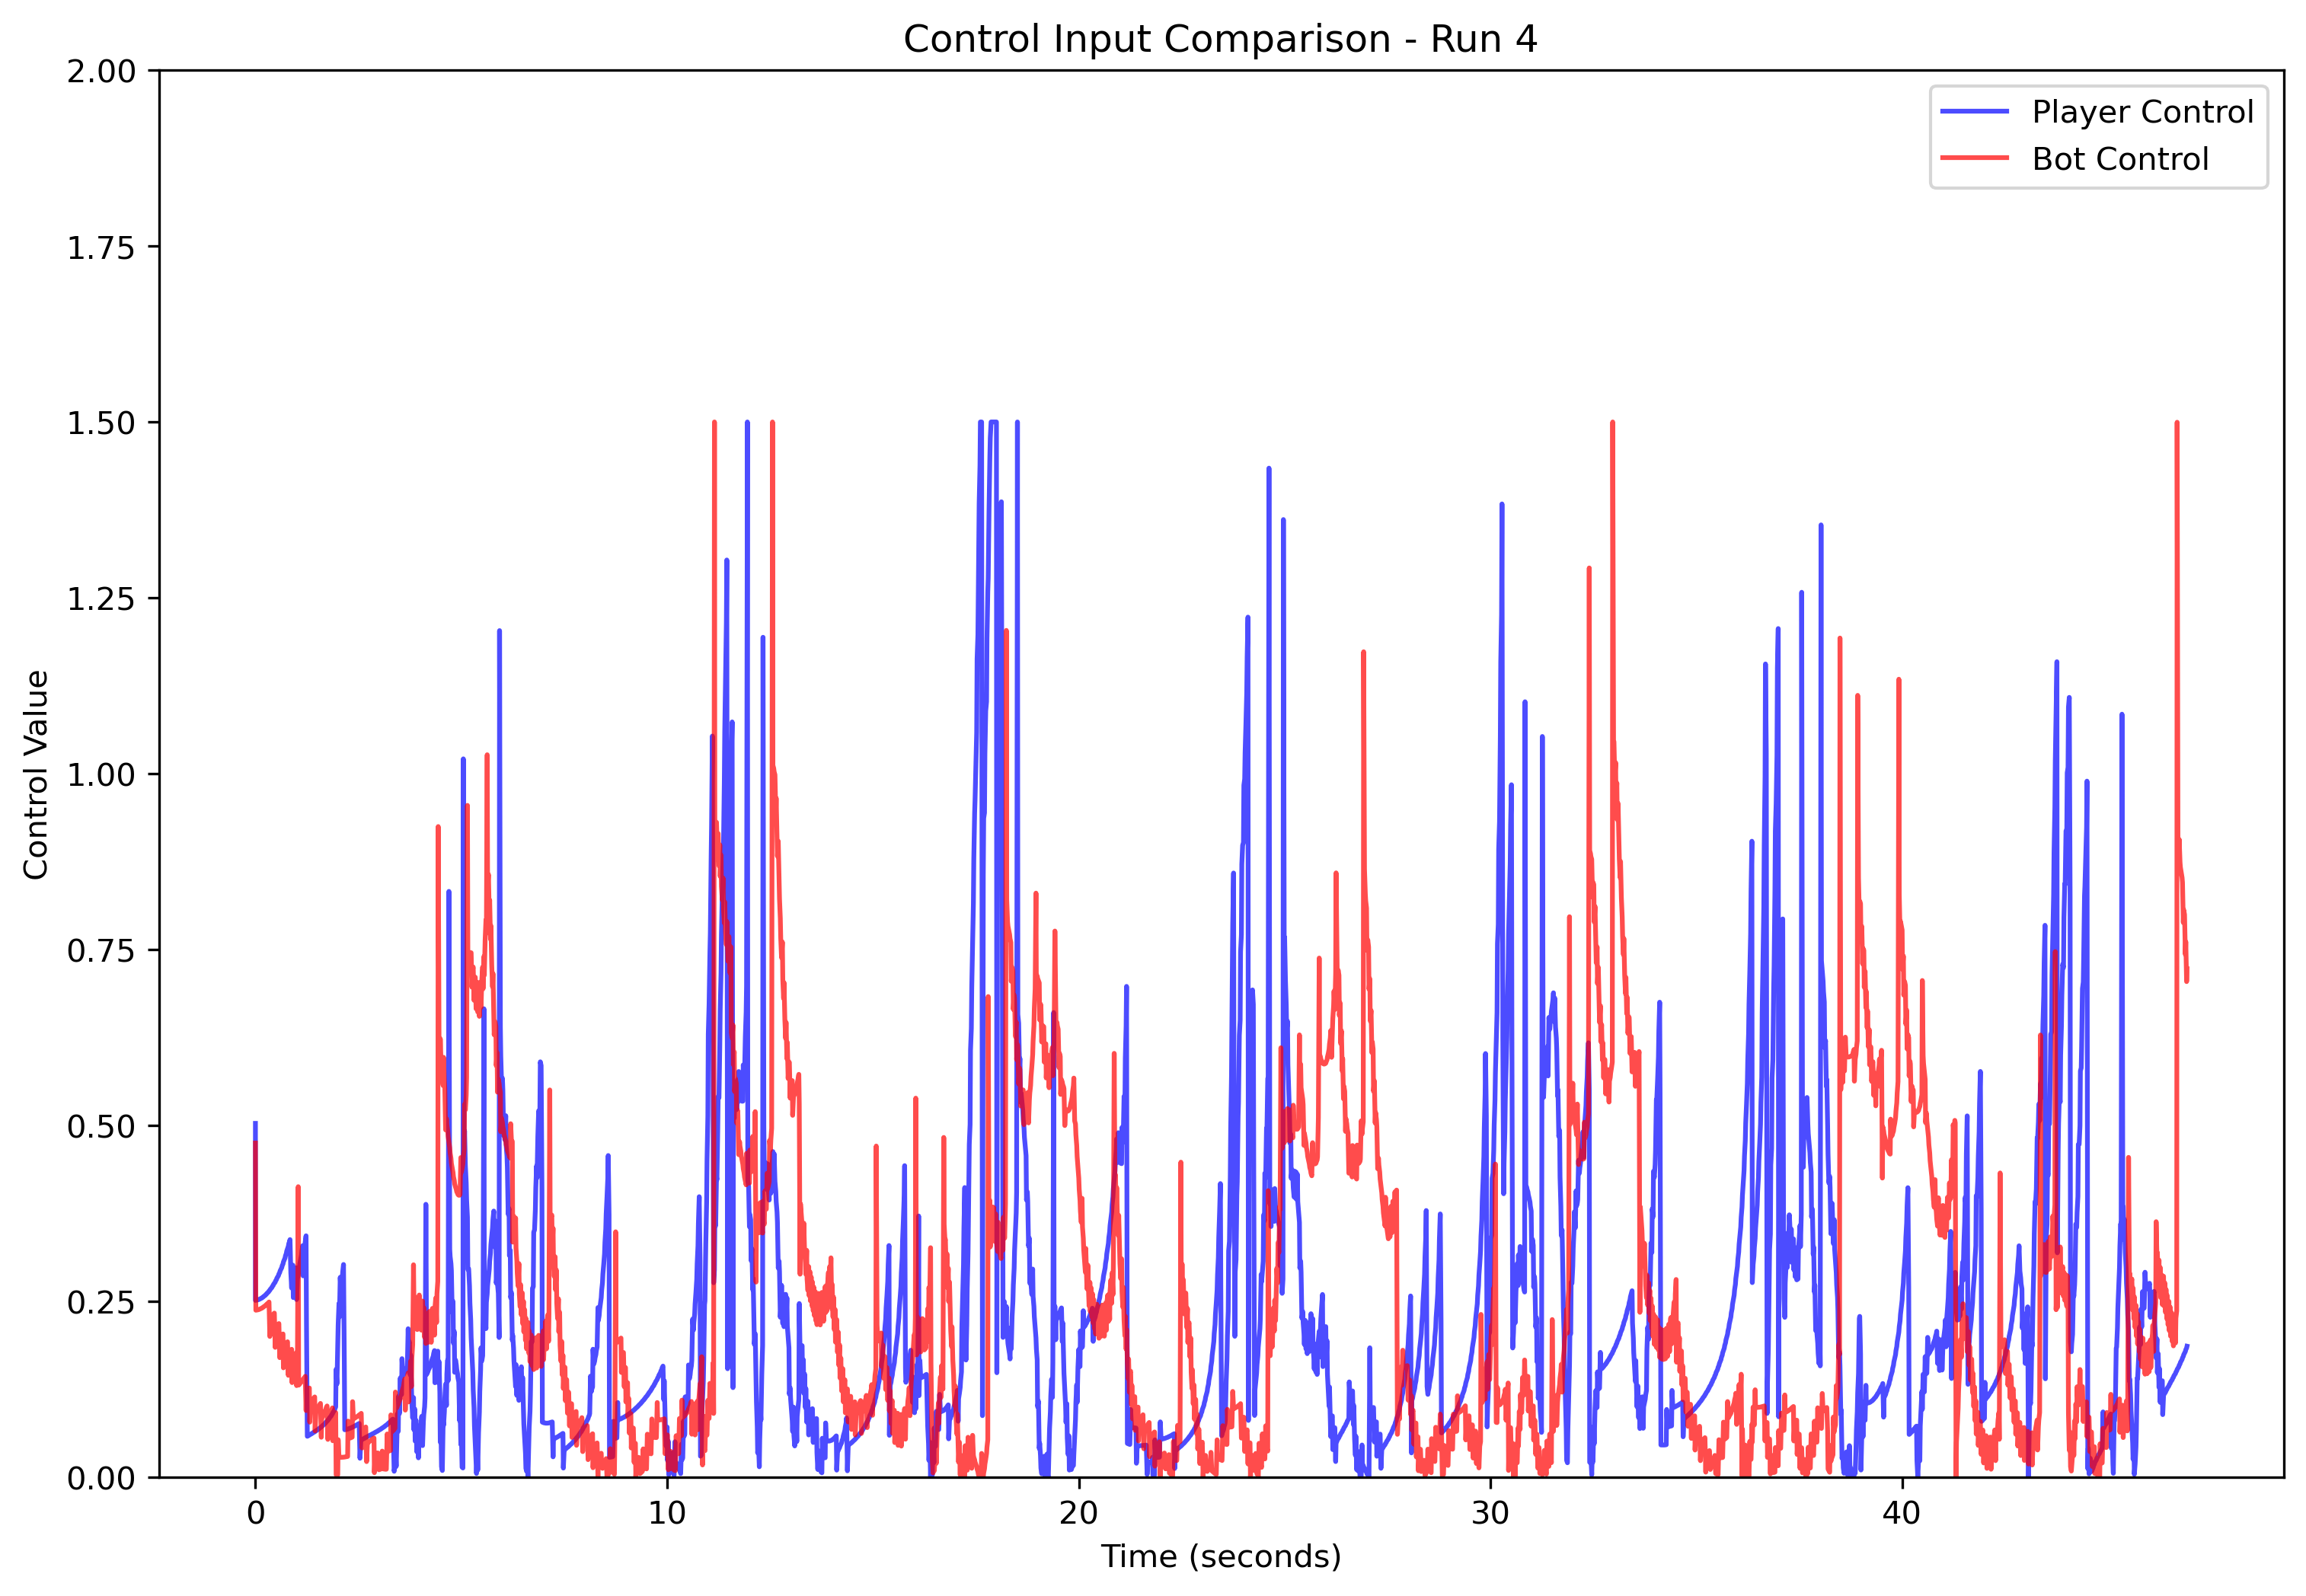 Control Input Comparison - Run 4
2.00
1.75
1.50
1.25
1.00
0.75
0.50
0.25
0.00
Control Value
Player Control
Bot Control
0 10 20 30 40
Time (seconds)